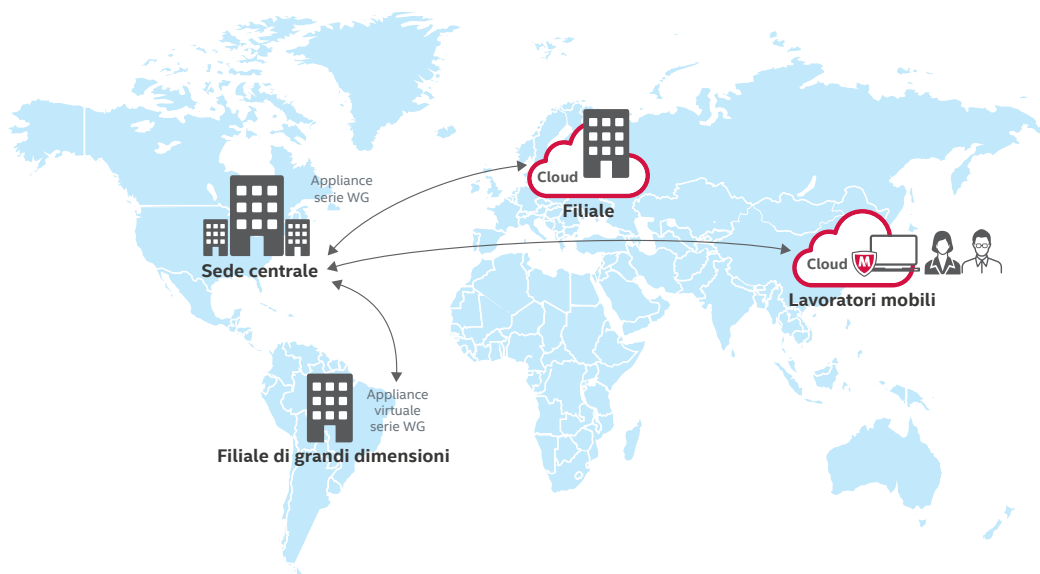 Appliance
serie WG
Sede centrale
Cloud
Filiale
Cloud
M
Lavoratori mobili
Appliance
virtuale
serie WG
Filiale di grandi dimensioni